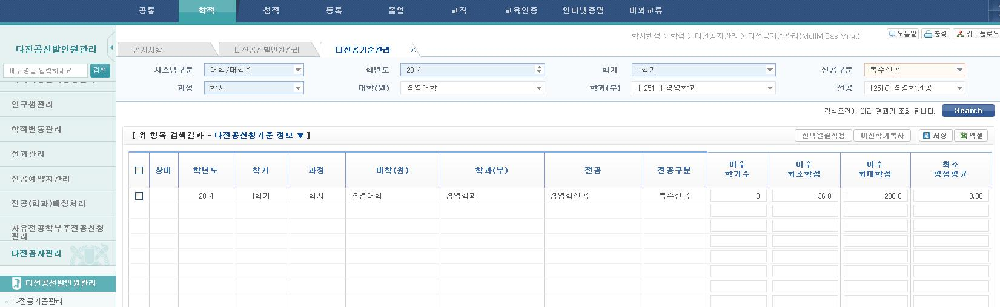 공통 학적 성적 등록 졸업 교직 교육인증 인터넷증명 대외교류
학사행정 > 학적 > 다전공자관리 > 다전공기준관리(MultMjBasiMngt) 도움말 출력 워크플로우
다전공선발인원관리
메뉴명을 입력하세요 검색
연구생관리
학적변동관리
전과관리
전공예약자관리
전공(학과)배정처리
자유전공학부주전공신청
관리
다전공자관리
다전공선발인원관리
다전공기준관리
공지사항 다전공선발인원관리 다전공기준관리 ×
시스템구분 대학/대학원 학년도 2014 학기 1학기 전공구분 복수전공
과정 학사 대학(원) 경영대학 학과(부) [ 251 ] 경영학과 전공 [251G]경영학전공
검색조건에 따라 결과가 조회 됩니다. Search
[ 위 항목 검색결과 - 다전공신청기준 정보 ▼ ] 선택일괄적용 이전학기복사 저장 엑셀
상태 학년도 학기 과정 대학(원) 학과(부) 전공 전공구분 이수 학기수 이수 최소학점 이수 최대학점 최소 평점평균
2014 1학기 학사 경영대학 경영학과 경영학전공 복수전공 3 36.0 200.0 3.00